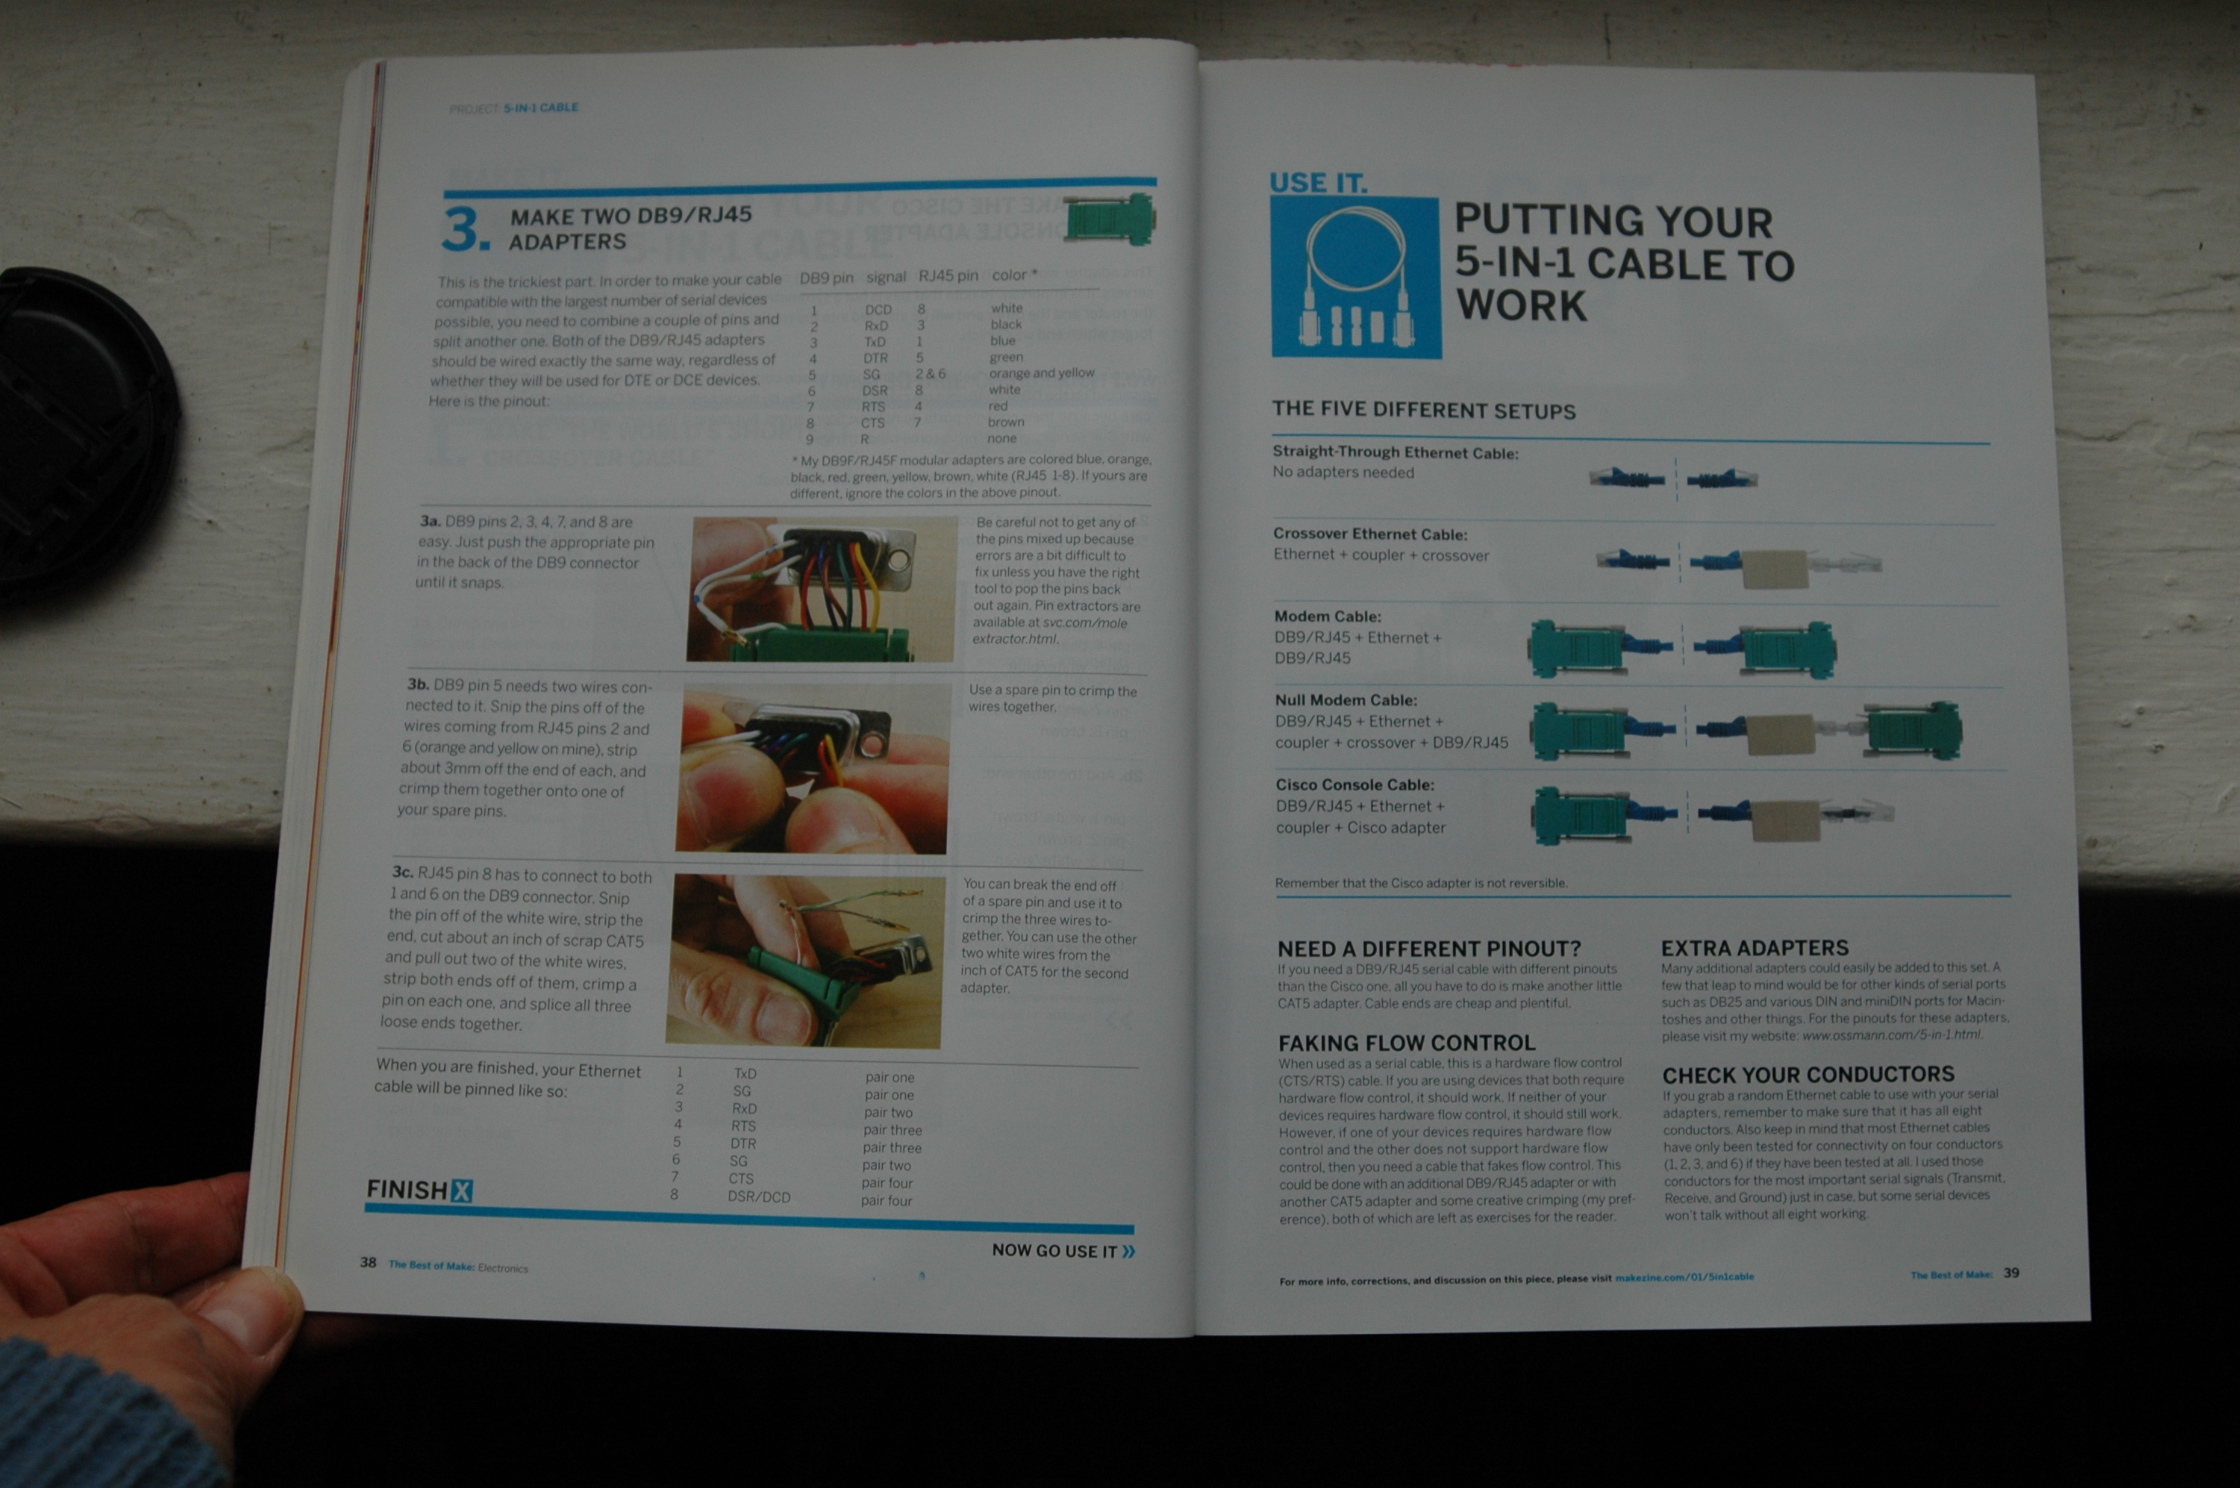 PROJECT: 5-IN-1 CABLE
3. MAKE TWO DB9/RJ45
ADAPTERS
This is the trickiest part. In order to make your cable
compatible with the largest number of serial devices
possible, you need to combine a couple of pins and
split another one. Both of the DB9/RJ45 adapters
should be wired exactly the same way, regardless of
whether they will be used for DTE or DCE devices.
Here is the pinout:
DB9 pin signal RJ45 pin color *
1 DCD 8 white
2 RxD 3 black
3 TxD 1 blue
4 DTR 5 green
5 SG 2 & 6 orange and yellow
6 DSR 8 white
7 RTS 4 red
8 CTS 7 brown
9 R none
* My DB9F/RJ45F modular adapters are colored blue, orange,
black, red, green, yellow, brown, white (RJ45 1-8). If yours are
different, ignore the colors in the above pinout.
3a. DB9 pins 2, 3, 4, 7, and 8 are
easy. Just push the appropriate pin
in the back of the DB9 connector
until it snaps.
Be careful not to get any of
the pins mixed up because
errors are a bit difficult to
fix unless you have the right
tool to pop the pins back
out again. Pin extractors are
available at svc.com/mole
extractor.html.
3b. DB9 pin 5 needs two wires con-
nected to it. Snip the pins off of the
wires coming from RJ45 pins 2 and
6 (orange and yellow on mine), strip
about 3mm off the end of each, and
crimp them together onto one of
your spare pins.
Use a spare pin to crimp the
wires together.
3c. RJ45 pin 8 has to connect to both
1 and 6 on the DB9 connector. Snip
the pin off of the white wire, strip the
end, cut about an inch of scrap CAT5
and pull out two of the white wires,
strip both ends off of them, crimp a
pin on each one, and splice all three
loose ends together.
You can break the end off
of a spare pin and use it to
crimp the three wires to-
gether. You can use the other
two white wires from the
inch of CAT5 for the second
adapter.
When you are finished, your Ethernet
cable will be pinned like so:
1 TxD pair one
2 SG pair one
3 RxD pair two
4 RTS pair three
5 DTR pair three
6 SG pair two
7 CTS pair four
8 DSR/DCD pair four
FINISH X
NOW GO USE IT »
38 The Best of Make: Electronics
USE IT.
PUTTING YOUR
5-IN-1 CABLE TO
WORK
THE FIVE DIFFERENT SETUPS
Straight-Through Ethernet Cable:
No adapters needed
Crossover Ethernet Cable:
Ethernet + coupler + crossover
Modem Cable:
DB9/RJ45 + Ethernet +
DB9/RJ45
Null Modem Cable:
DB9/RJ45 + Ethernet +
coupler + crossover + DB9/RJ45
Cisco Console Cable:
DB9/RJ45 + Ethernet +
coupler + Cisco adapter
Remember that the Cisco adapter is not reversible.
NEED A DIFFERENT PINOUT?
If you need a DB9/RJ45 serial cable with different pinouts
than the Cisco one, all you have to do is make another little
CAT5 adapter. Cable ends are cheap and plentiful.
FAKING FLOW CONTROL
When used as a serial cable, this is a hardware flow control
(CTS/RTS) cable. If you are using devices that both require
hardware flow control, it should work. If neither of your
devices requires hardware flow control, it should still work.
However, if one of your devices requires hardware flow
control and the other does not support hardware flow
control, then you need a cable that fakes flow control. This
could be done with an additional DB9/RJ45 adapter or with
another CAT5 adapter and some creative crimping (my pref-
erence), both of which are left as exercises for the reader.
EXTRA ADAPTERS
Many additional adapters could easily be added to this set. A
few that leap to mind would be for other kinds of serial ports
such as DB25 and various DIN and miniDIN ports for Macin-
toshes and other things. For the pinouts for these adapters,
please visit my website: www.ossmann.com/5-in-1.html.
CHECK YOUR CONDUCTORS
If you grab a random Ethernet cable to use with your serial
adapters, remember to make sure that it has all eight
conductors. Also keep in mind that most Ethernet cables
have only been tested for connectivity on four conductors
(1, 2, 3, and 6) if they have been tested at all. I used those
conductors for the most important serial signals (Transmit,
Receive, and Ground) just in case, but some serial devices
won't talk without all eight working.
For more info, corrections, and discussion on this piece, please visit makezine.com/01/5in1cable
The Best of Make: 39